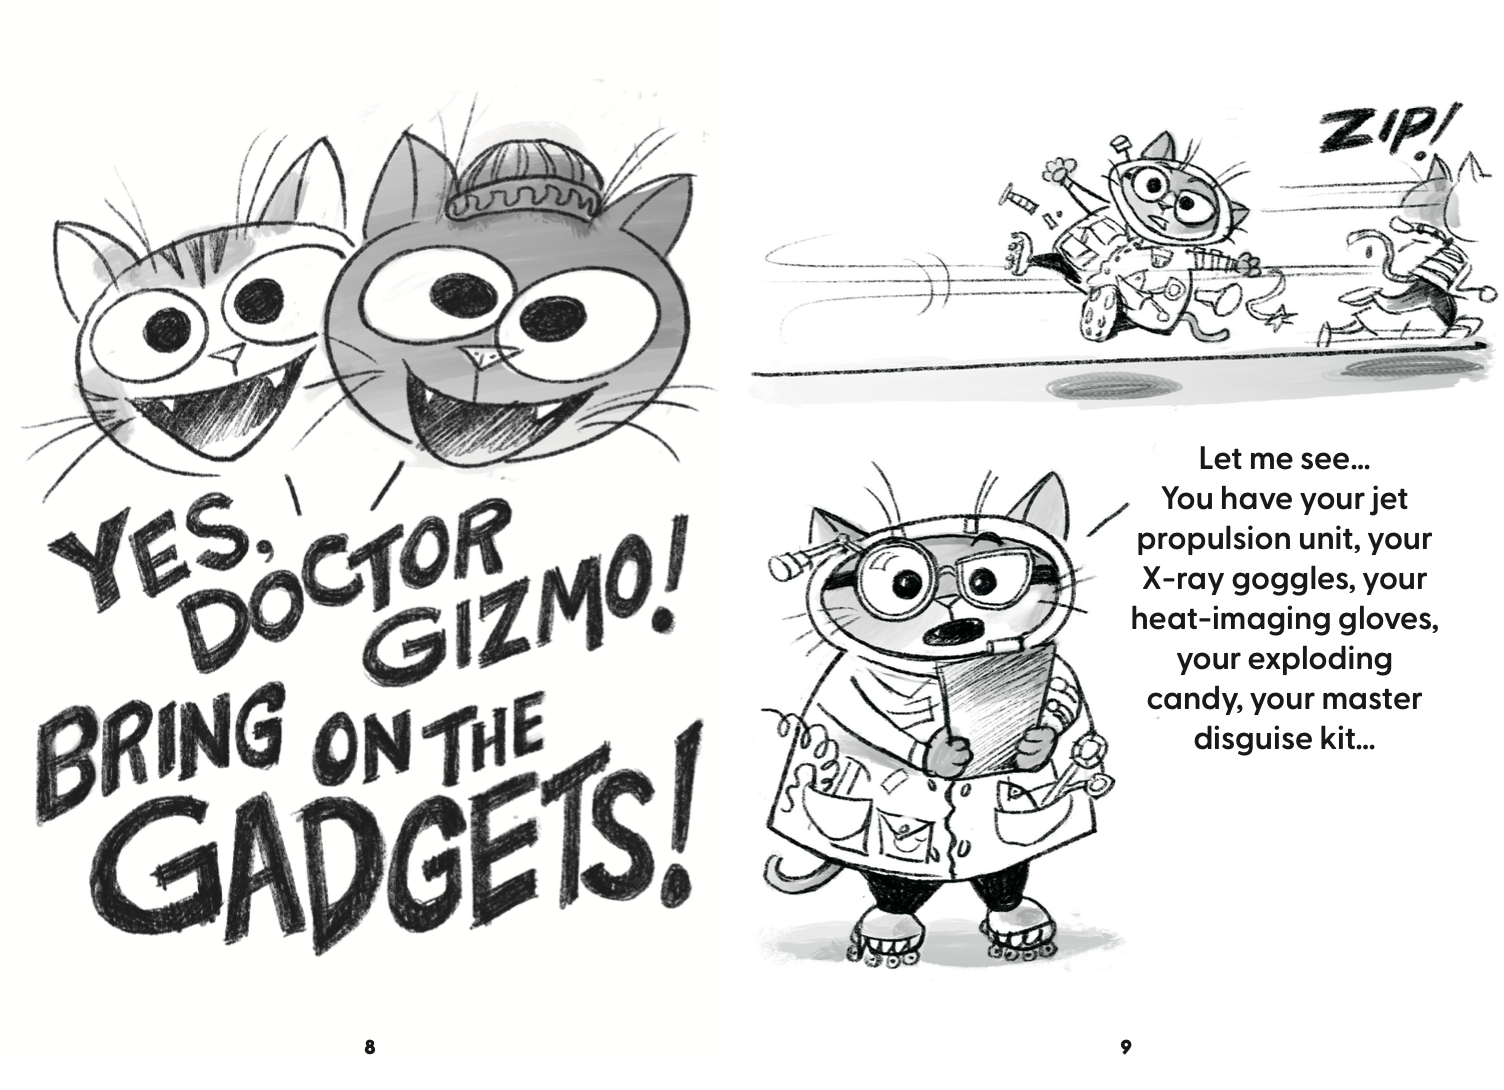 YES,
DOCTOR
GIZMO!
BRING ON THE
GADGETS!
8
ZIP!
Let me see...
You have your jet
propulsion unit, your
X-ray goggles, your
heat-imaging gloves,
your exploding
candy, your master
disguise kit...
9